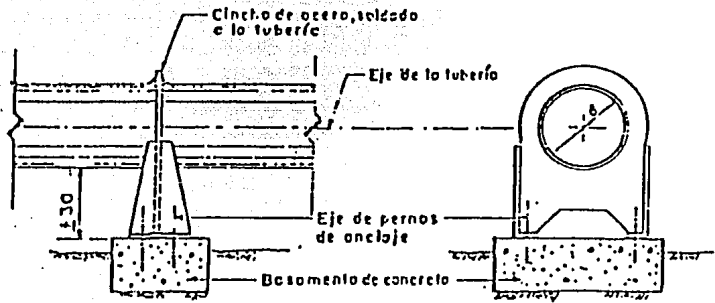 Cincho de acero, soldado
a la tubería
Eje de la tubería
ϕ
±30
Eje de pernos
de anclaje
Basamento de concreto